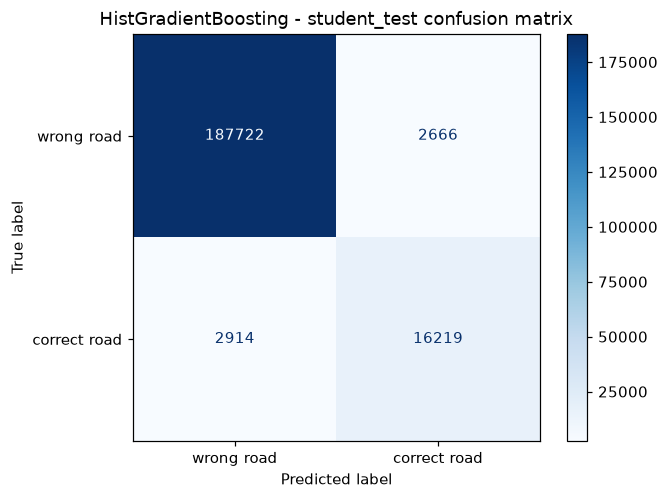 HistGradientBoosting - student_test confusion matrix
wrong road
187722
2666
correct road
2914
16219
wrong road
correct road
Predicted label
True label
175000
150000
125000
100000
75000
50000
25000